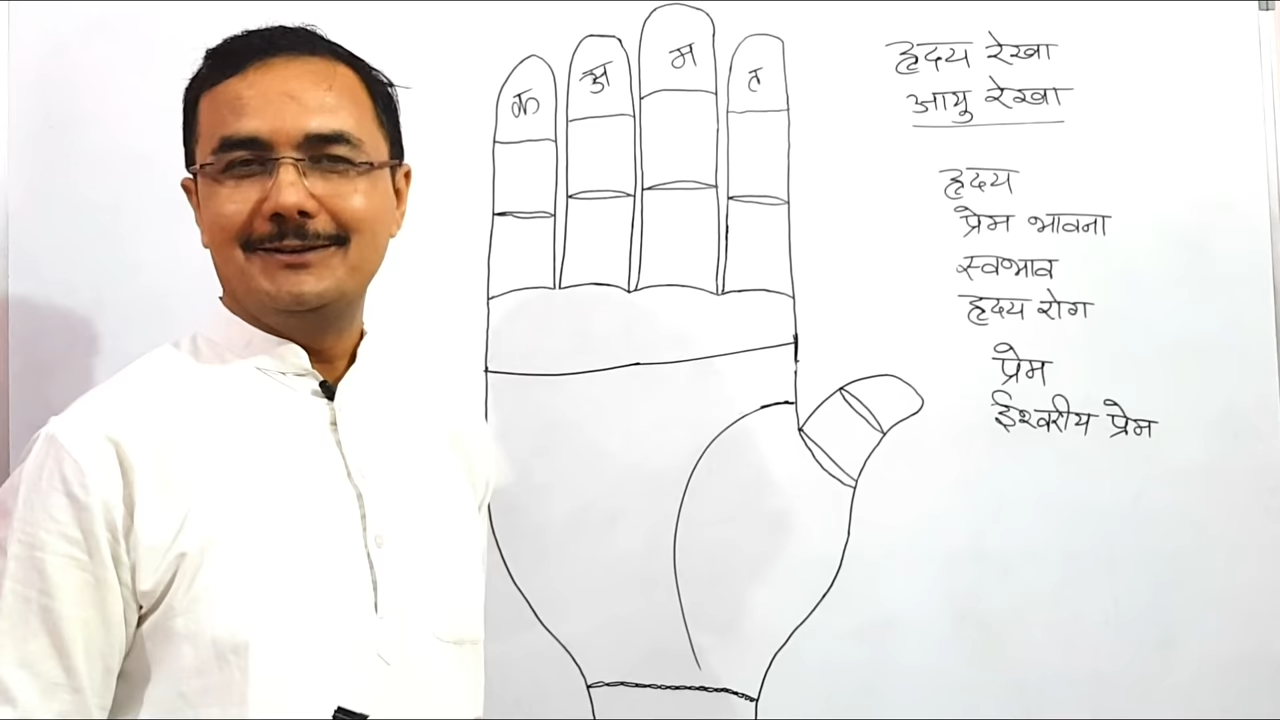 क
अ
म
त
हृदय रेखा
आयु रेखा
हृदय
प्रेम भावना
स्वभाव
हृदय रोग
प्रेम
ईश्वरीय प्रेम